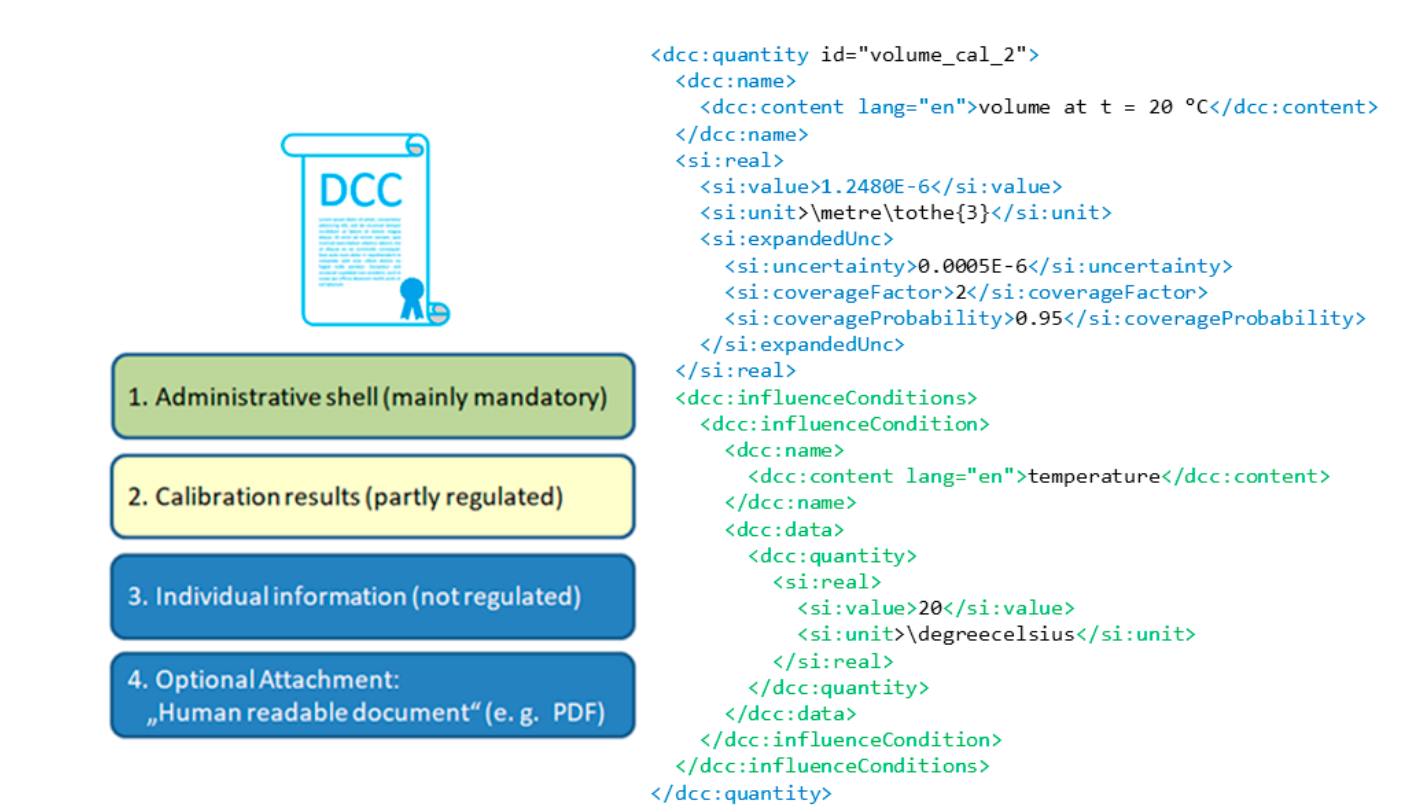 DCC
1. Administrative shell (mainly mandatory)
2. Calibration results (partly regulated)
3. Individual information (not regulated)
4. Optional Attachment:
„Human readable document“ (e. g. PDF)
<dcc:quantity id="volume_cal_2">
<dcc:name>
<dcc:content lang="en">volume at t = 20 ºC</dcc:content>
</dcc:name>
<si:real>
<si:value>1.2480E-6</si:value>
<si:unit>\metre\tothe{3}</si:unit>
<si:expandedUnc>
<si:uncertainty>0.0005E-6</si:uncertainty>
<si:coverageFactor>2</si:coverageFactor>
<si:coverageProbability>0.95</si:coverageProbability>
</si:expandedUnc>
</si:real>
<dcc:influenceConditions>
<dcc:influenceCondition>
<dcc:name>
<dcc:content lang="en">temperature</dcc:content>
</dcc:name>
<dcc:data>
<dcc:quantity>
<si:real>
<si:value>20</si:value>
<si:unit>\degreecelsius</si:unit>
</si:real>
</dcc:quantity>
</dcc:data>
</dcc:influenceCondition>
</dcc:influenceConditions>
</dcc:quantity>